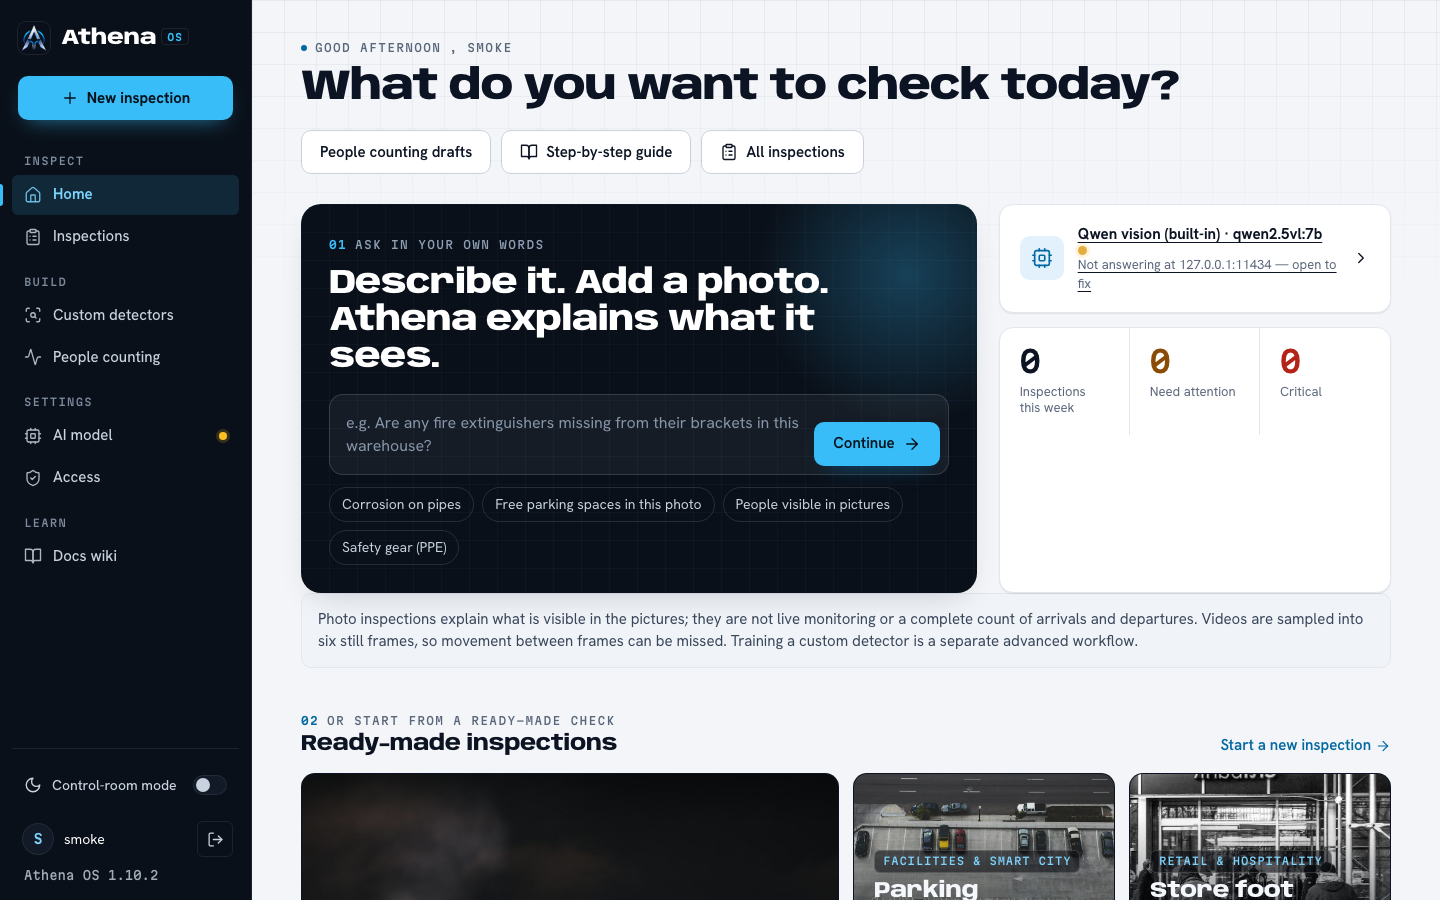 Athena OS
New inspection
INSPECT
Home
Inspections
BUILD
Custom detectors
People counting
SETTINGS
AI model
Access
LEARN
Docs wiki
Control-room mode
S smoke
Athena OS 1.10.2
GOOD AFTERNOON , SMOKE
What do you want to check today?
People counting drafts
Step-by-step guide
All inspections
01 ASK IN YOUR OWN WORDS
Describe it. Add a photo.
Athena explains what it
sees.
e.g. Are any fire extinguishers missing from their brackets in this
warehouse?
Continue
Corrosion on pipes
Free parking spaces in this photo
People visible in pictures
Safety gear (PPE)
Qwen vision (built-in) · qwen2.5vl:7b
Not answering at 127.0.0.1:11434 — open to
fix
0
Inspections
this week
0
Need attention
0
Critical
Photo inspections explain what is visible in the pictures; they are not live monitoring or a complete count of arrivals and departures. Videos are sampled into
six still frames, so movement between frames can be missed. Training a custom detector is a separate advanced workflow.
02 OR START FROM A READY-MADE CHECK
Ready-made inspections
Start a new inspection
FACILITIES & SMART CITY
Parking
RETAIL & HOSPITALITY
Store foot